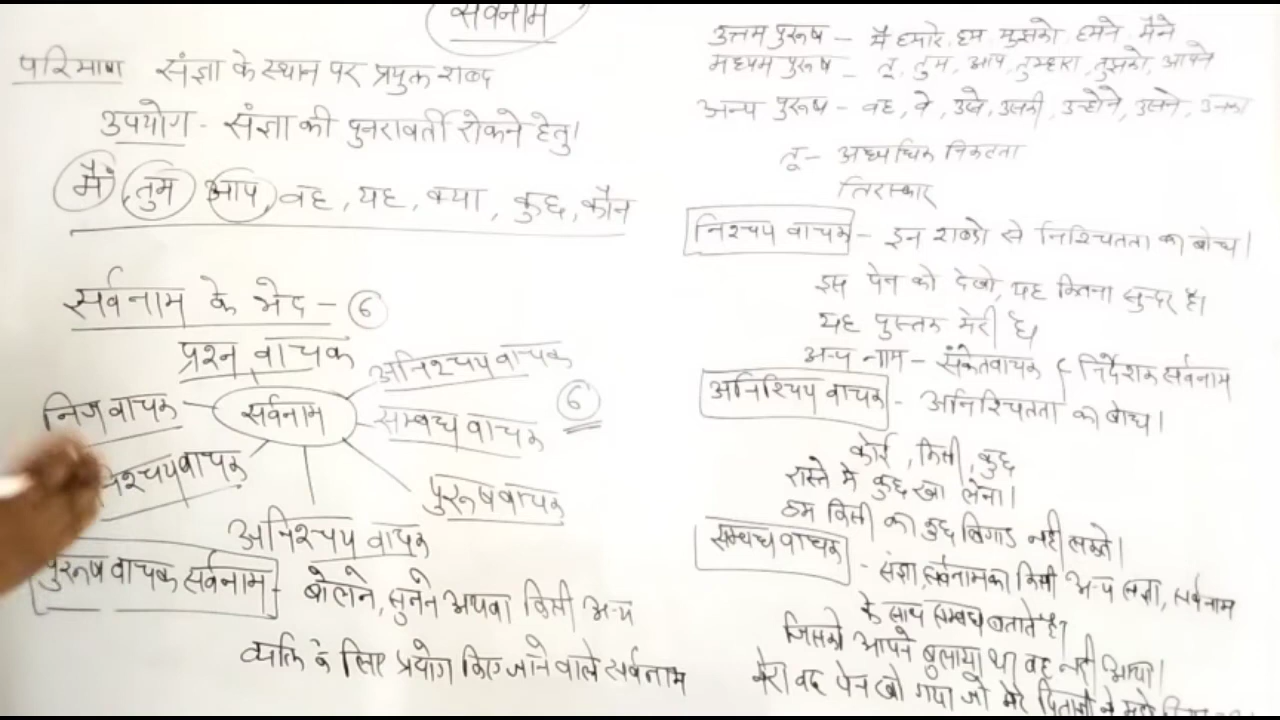 सर्वनाम
परिभाषा संज्ञा के स्थान पर प्रयुक्त शब्द
उपयोग - संज्ञा की पुनरावर्ती रोकने हेतु।
मैं, तुम आप, वह, यह, क्या, कुछ, कौन
सर्वनाम के भेद - 6
प्रश्न वाचक
अनिश्चय वाचक
निज वाचक
सर्वनाम
सम्बन्ध वाचक
6
निश्चयवाचक
पुरूषवाचक
अनिश्चय वाचक
पुरूष वाचक सर्वनाम - बोलने, सुनने अथवा किसी अन्य
व्यक्ति के लिए प्रयोग किए जाने वाले सर्वनाम
उत्तम पुरूष - मैं हमारे, हम मुझको हमने मैंने
मध्यम पुरूष - तू, तुम, आप, तुम्हारा, तुझको, आपने
अन्य पुरूष - वह, वे, उसे, उसकी, उन्होंने, उसने, उनका
तू - अत्यधिक निकटता
तिरस्कार
निश्चय वाचक - इन शब्दो से निश्चितता का बोध।
इस पेन को देखो, यह कितना सुन्दर है।
यह पुस्तक मेरी है।
अन्य नाम - संकेतवाचक / निर्देशक सर्वनाम
अनिश्चिय वाचक - अनिश्चितता का बोध।
कोई, किसी, कुछ
रास्ते मे कुछ खा लेना।
हम किसी का कुछ बिगाड़ नही सकते।
सम्बन्ध वाचक - संज्ञा, सर्वनाम का किसी अन्य संज्ञा, सर्वनाम
के साथ सम्बन्ध बताते है।
जिसको आपने बुलाया था वह नही आया।
मेरा वह पेन खो गया जो मेरे पिताजी ने मुझे